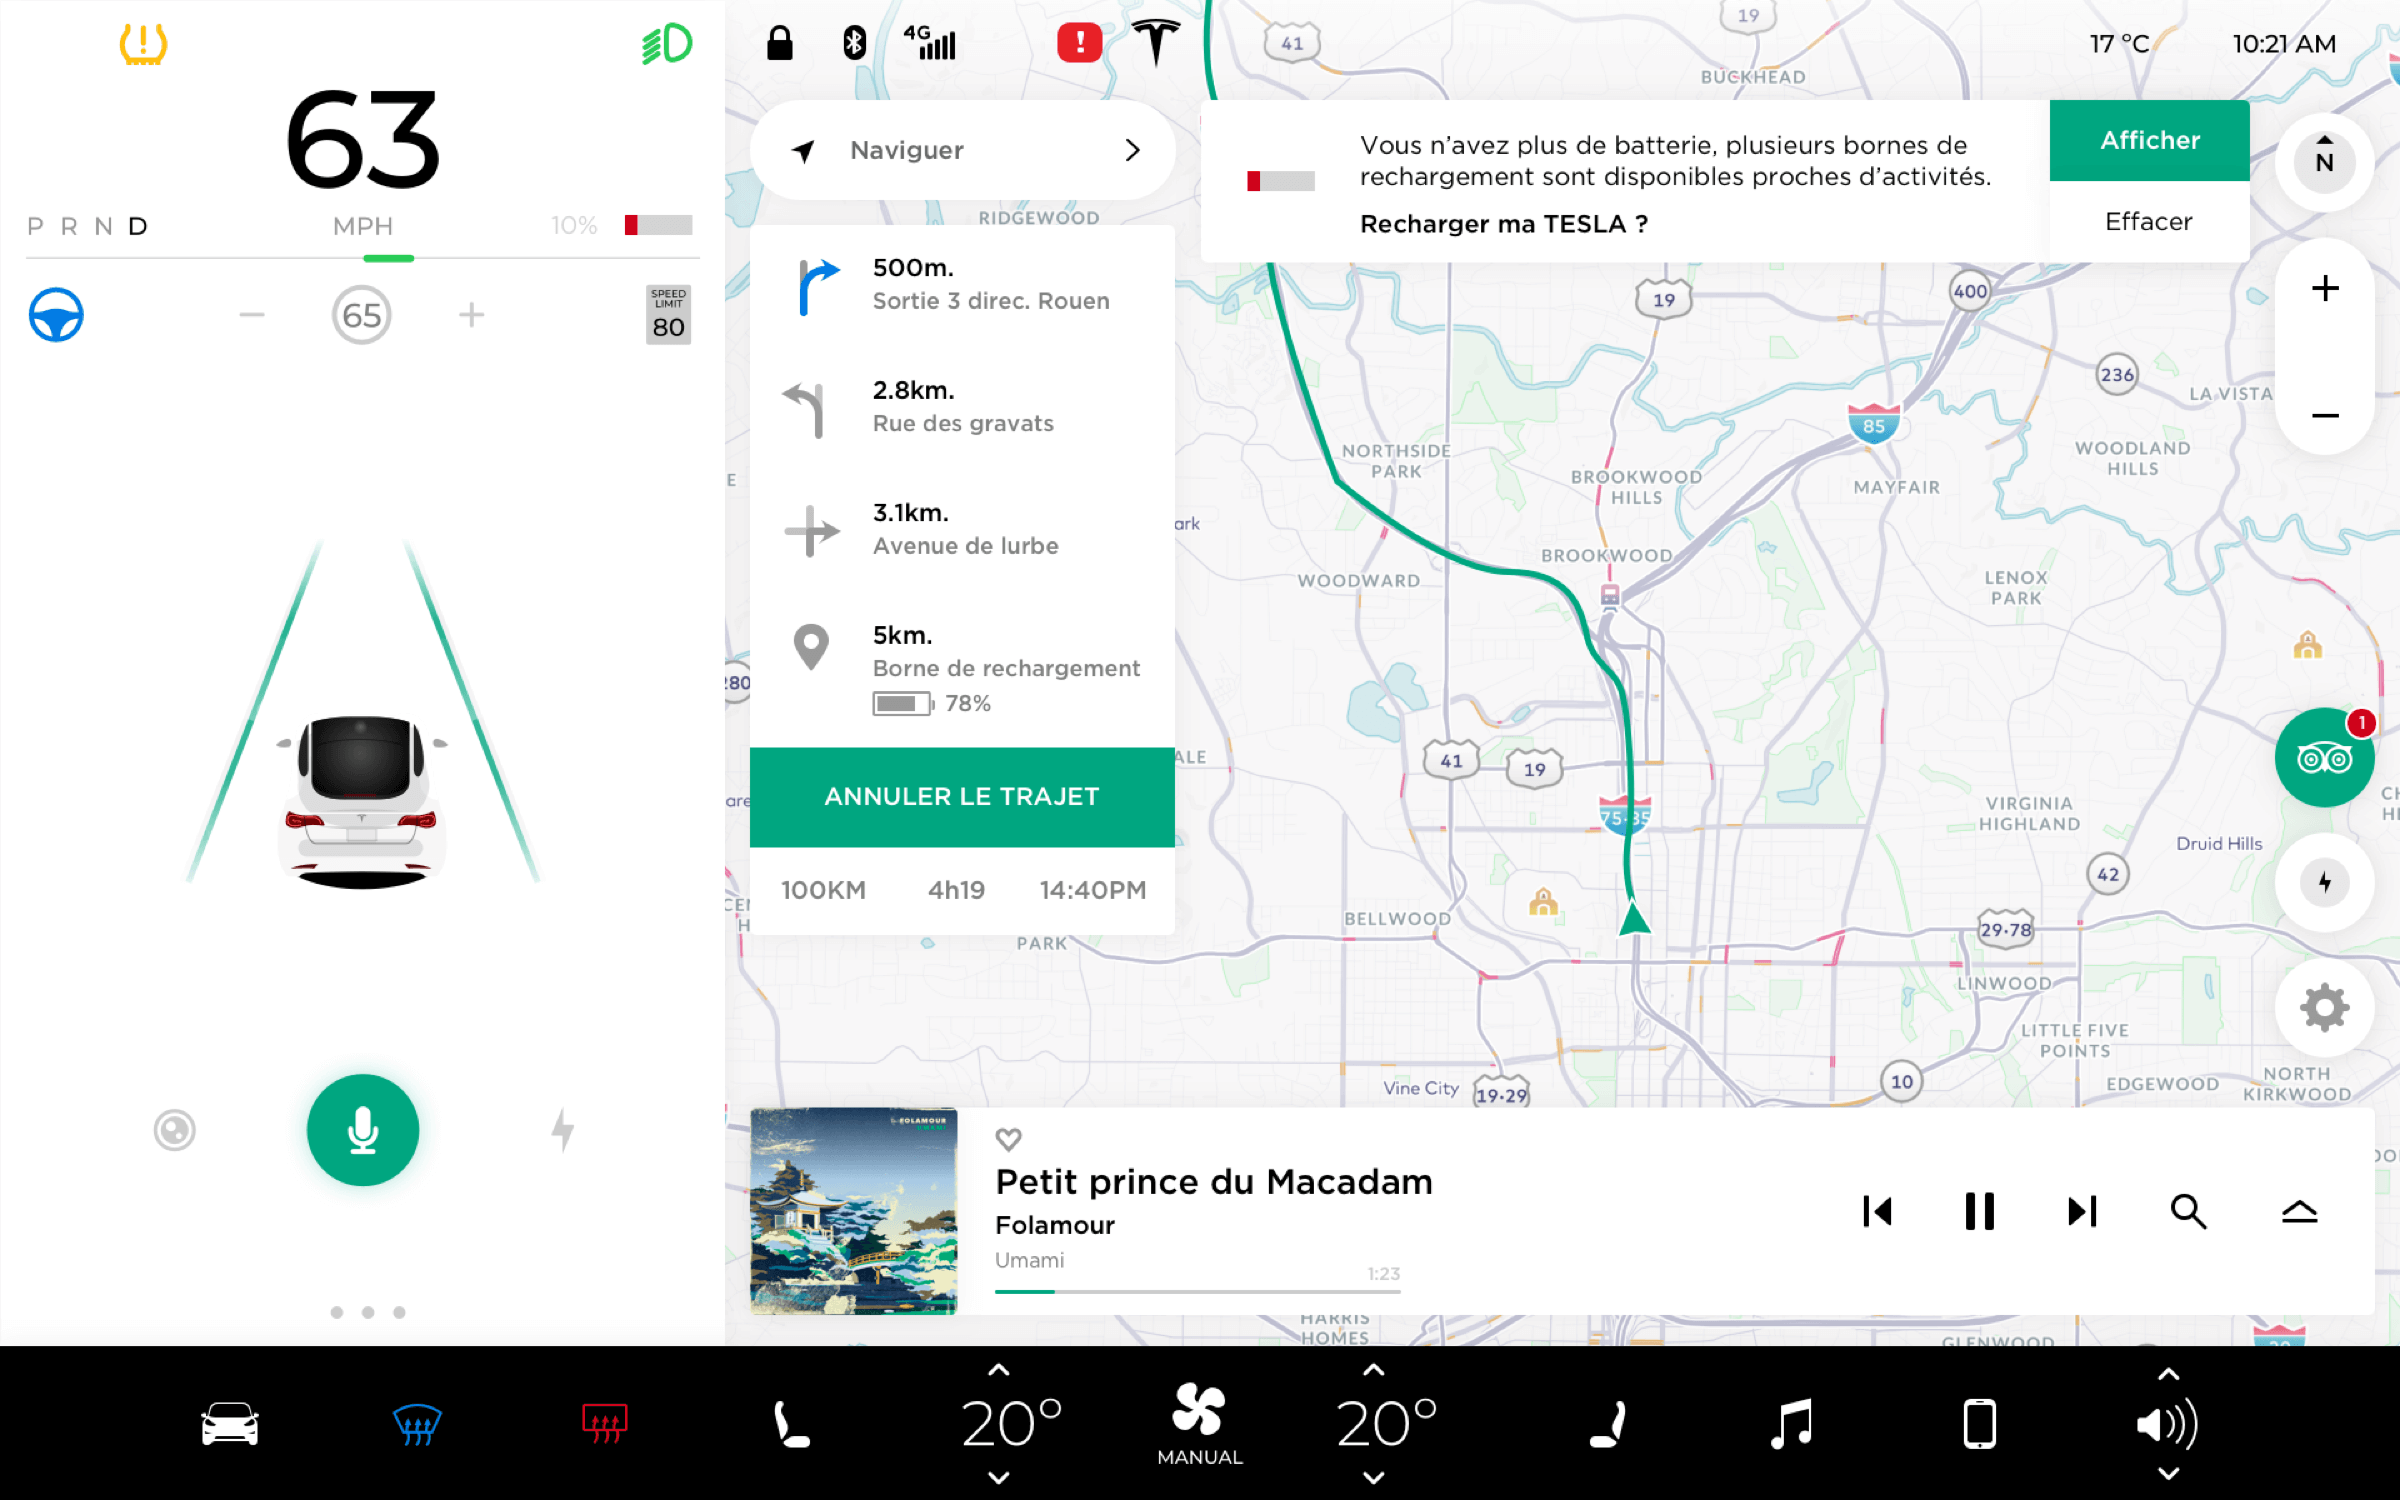 63
P R N D
MPH
10%
65
SPEED
LIMIT
80
4G
!
17 °C
10:21 AM
Naviguer
500m.
Sortie 3 direc. Rouen
2.8km.
Rue des gravats
3.1km.
Avenue de lurbe
5km.
Borne de rechargement
78%
ANNULER LE TRAJET
100KM
4h19
14:40PM
Vous n’avez plus de batterie, plusieurs bornes de
rechargement sont disponibles proches d’activités.
Recharger ma TESLA ?
Afficher
Effacer
N
+
−
1
19
41
BUCKHEAD
RIDGEWOOD
19
400
236
LA VISTA
85
NORTHSIDE
PARK
BROOKWOOD
HILLS
MAYFAIR
WOODLAND
HILLS
ark
BROOKWOOD
WOODWARD
LENOX
PARK
280
41
19
ALE
are
75-85
VIRGINIA
HIGHLAND
Druid Hills
42
BELLWOOD
PARK
29·78
LINWOOD
LITTLE FIVE
POINTS
Vine City
19·29
10
EDGEWOOD
NORTH
KIRKWOOD
FOLAMOUR
UMAMI
Petit prince du Macadam
Folamour
Umami
1:23
HARRIS
HOMES
GLENWOOD
20°
MANUAL
20°